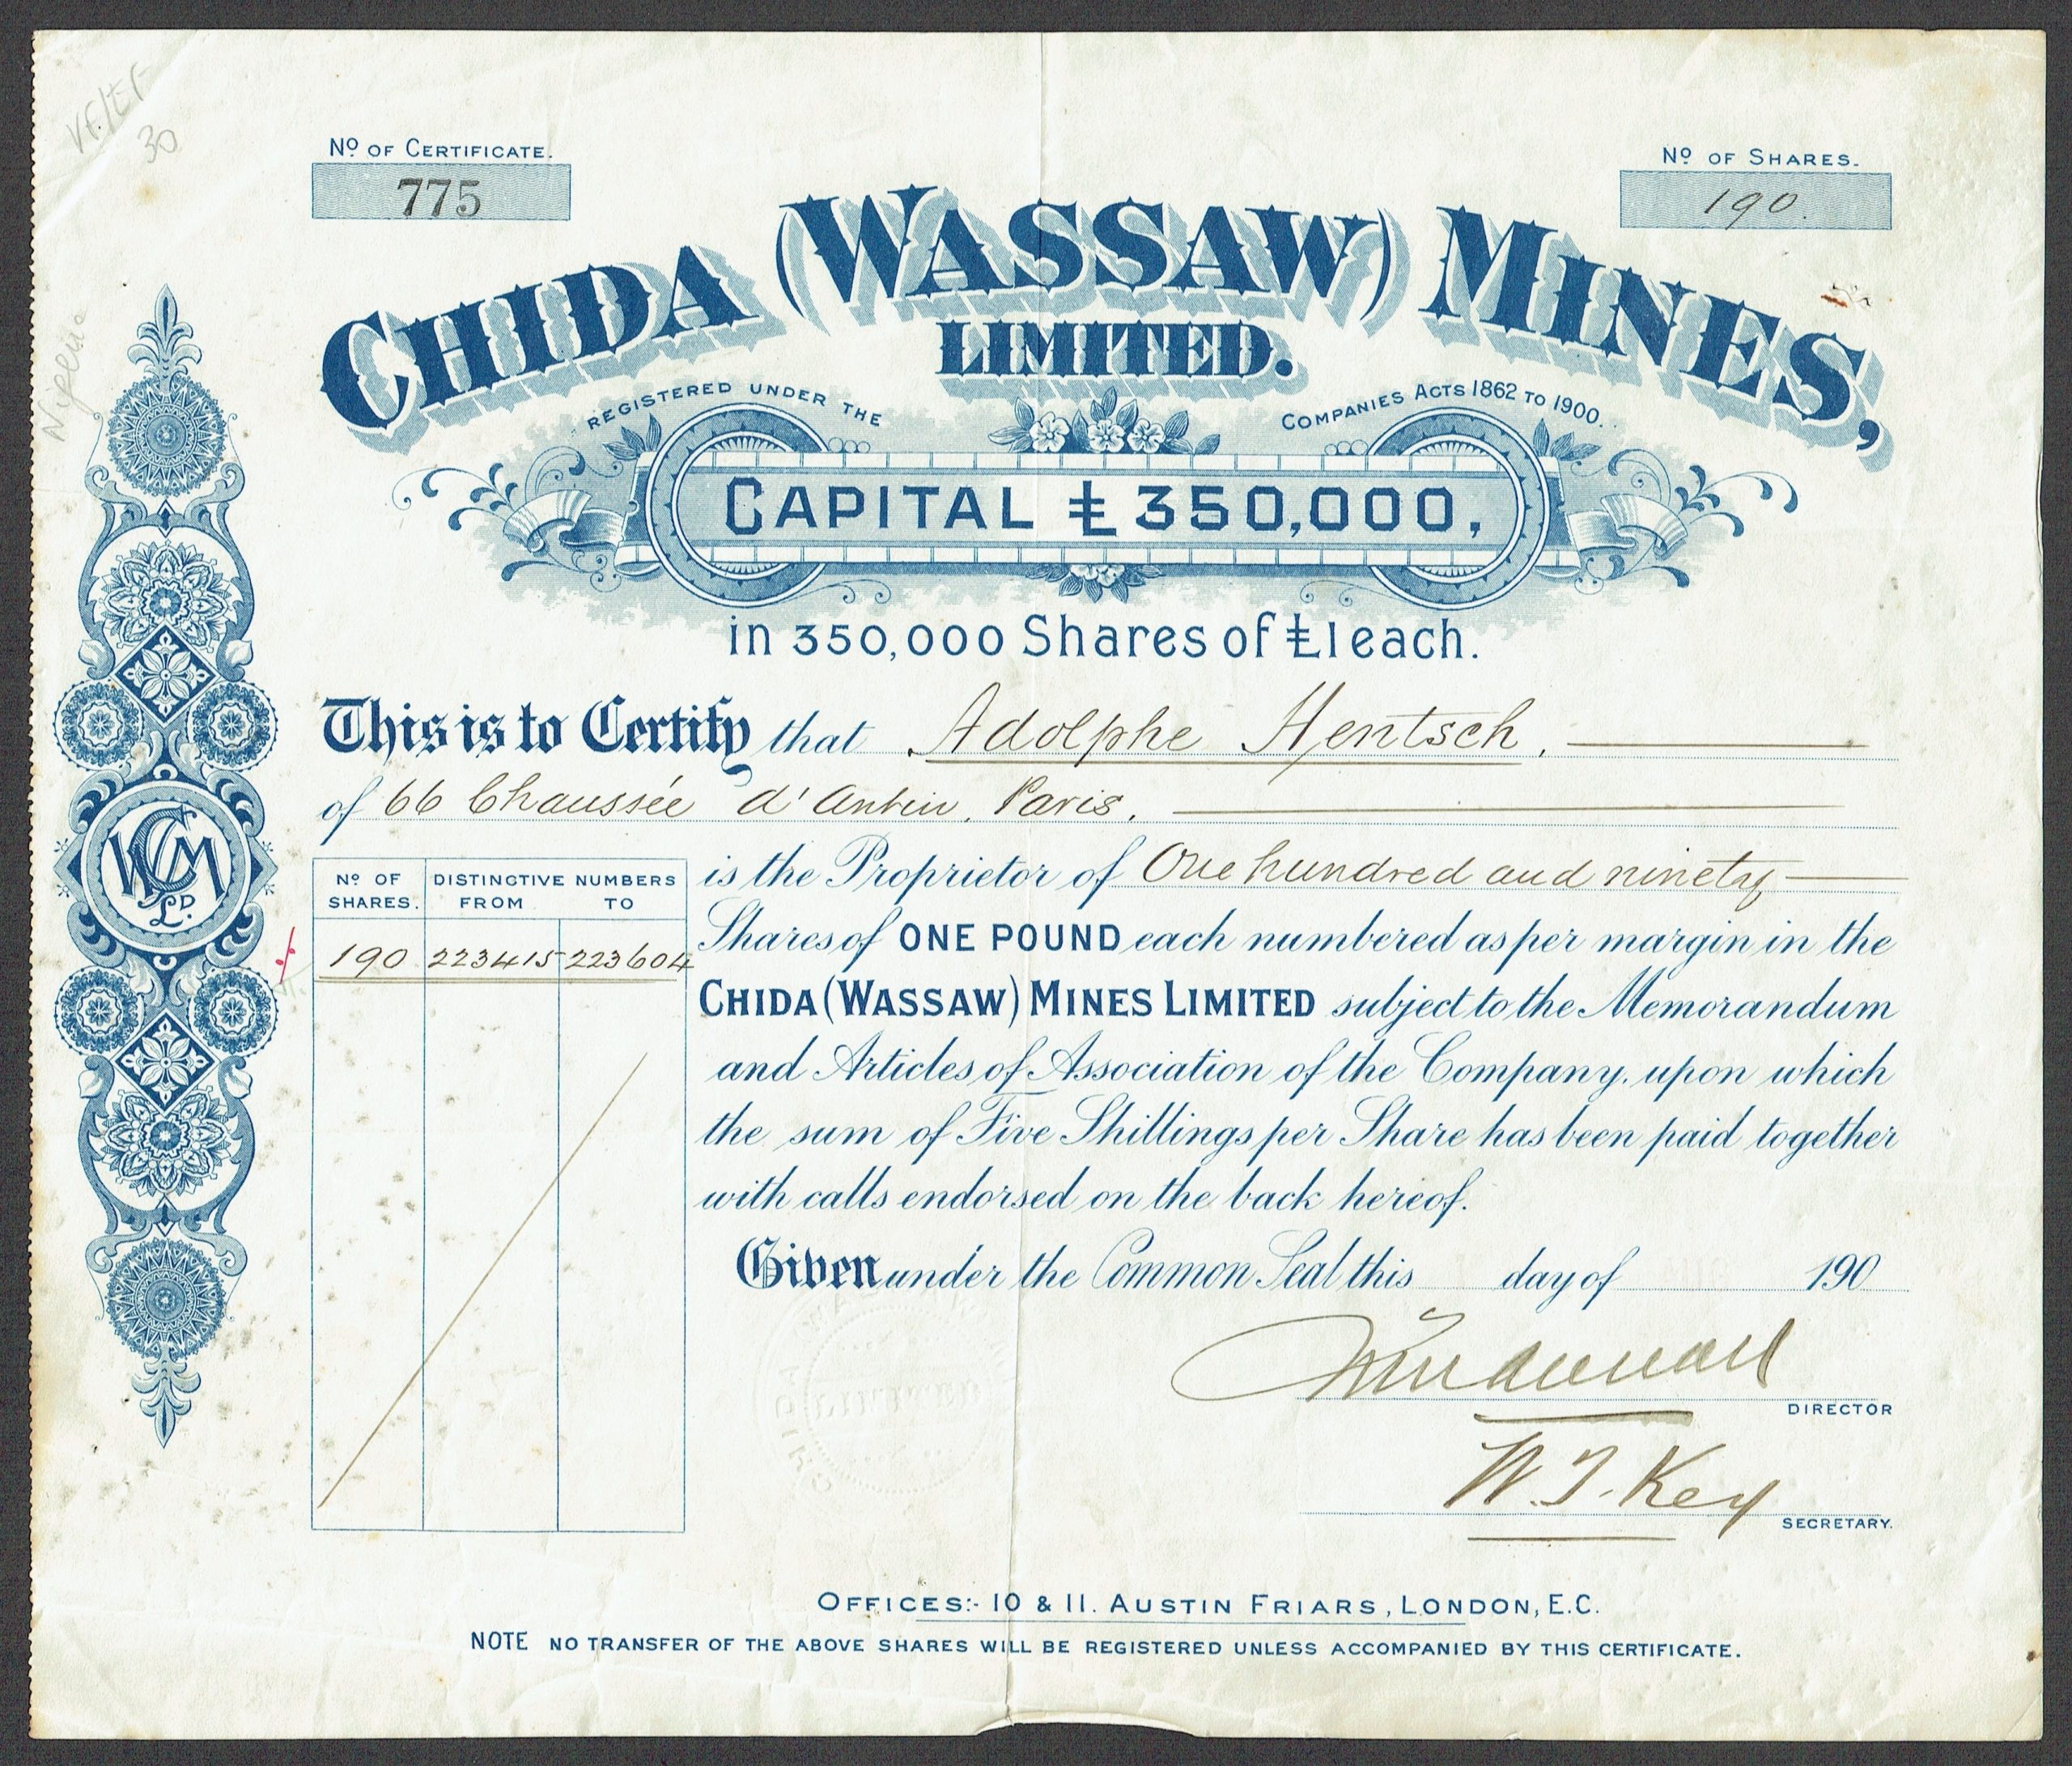 No OF CERTIFICATE.
775
No OF SHARES.
190.
CHIDA (WASSAW) MINES,
LIMITED.
REGISTERED UNDER THE COMPANIES ACTS 1862 TO 1900.
CAPITAL £350,000,
in 350,000 Shares of £1 each.
This is to Certify that Adolphe Hentsch.
of 66 Chaussée d'Antin, Paris.
is the Proprietor of One hundred and ninety
Shares of ONE POUND each numbered as per margin in the
CHIDA (WASSAW) MINES LIMITED subject to the Memorandum
and Articles of Association of the Company, upon which
the sum of Five Shillings per Share has been paid together
with calls endorsed on the back hereof.
No OF SHARES. DISTINCTIVE NUMBERS FROM TO
190 223415 223604
WCM
LD.
Given under the Common Seal this day of 190
DIRECTOR
W.T. Key
SECRETARY.
OFFICES:- 10 & 11. AUSTIN FRIARS, LONDON, E.C.
NOTE NO TRANSFER OF THE ABOVE SHARES WILL BE REGISTERED UNLESS ACCOMPANIED BY THIS CERTIFICATE.
30